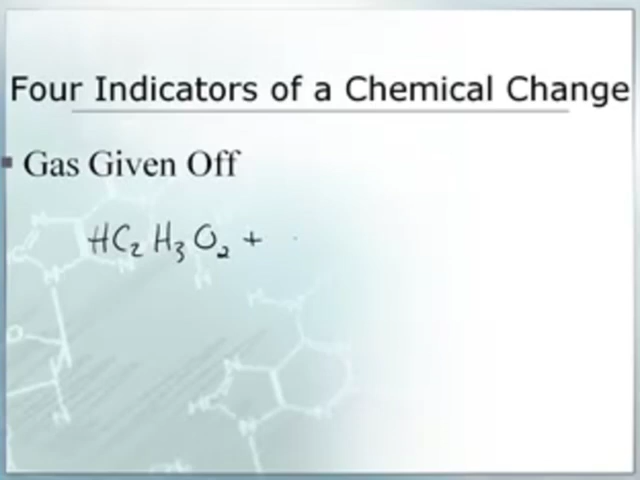 Four Indicators of a Chemical Change
▪ Gas Given Off
HC₂H₃O₂ +